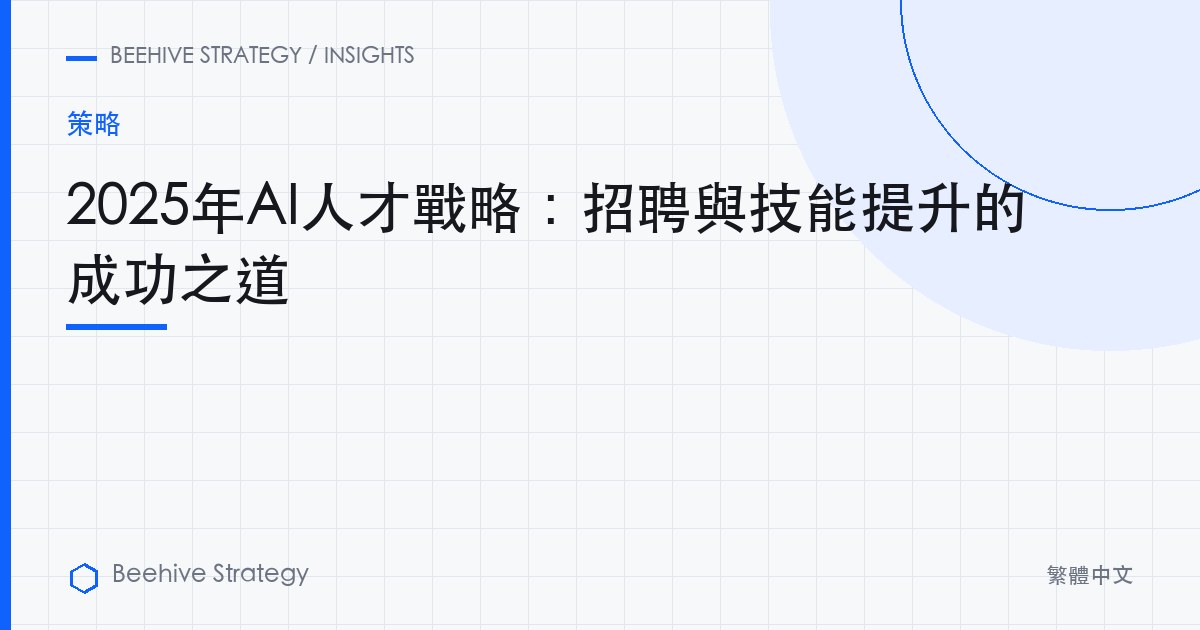 BEEHIVE STRATEGY / INSIGHTS
策略
2025年AI人才戰略：招聘與技能提升的
成功之道
Beehive Strategy
繁體中文